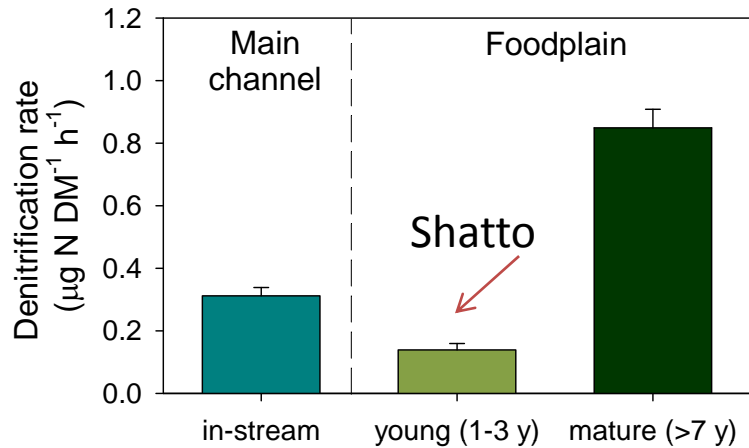 Denitrification rate
(µg N DM⁻¹ h⁻¹)
1.2
1.0
0.8
0.6
0.4
0.2
0.0
Main
channel
Foodplain
Shatto
in-stream
young (1-3 y)
mature (>7 y)